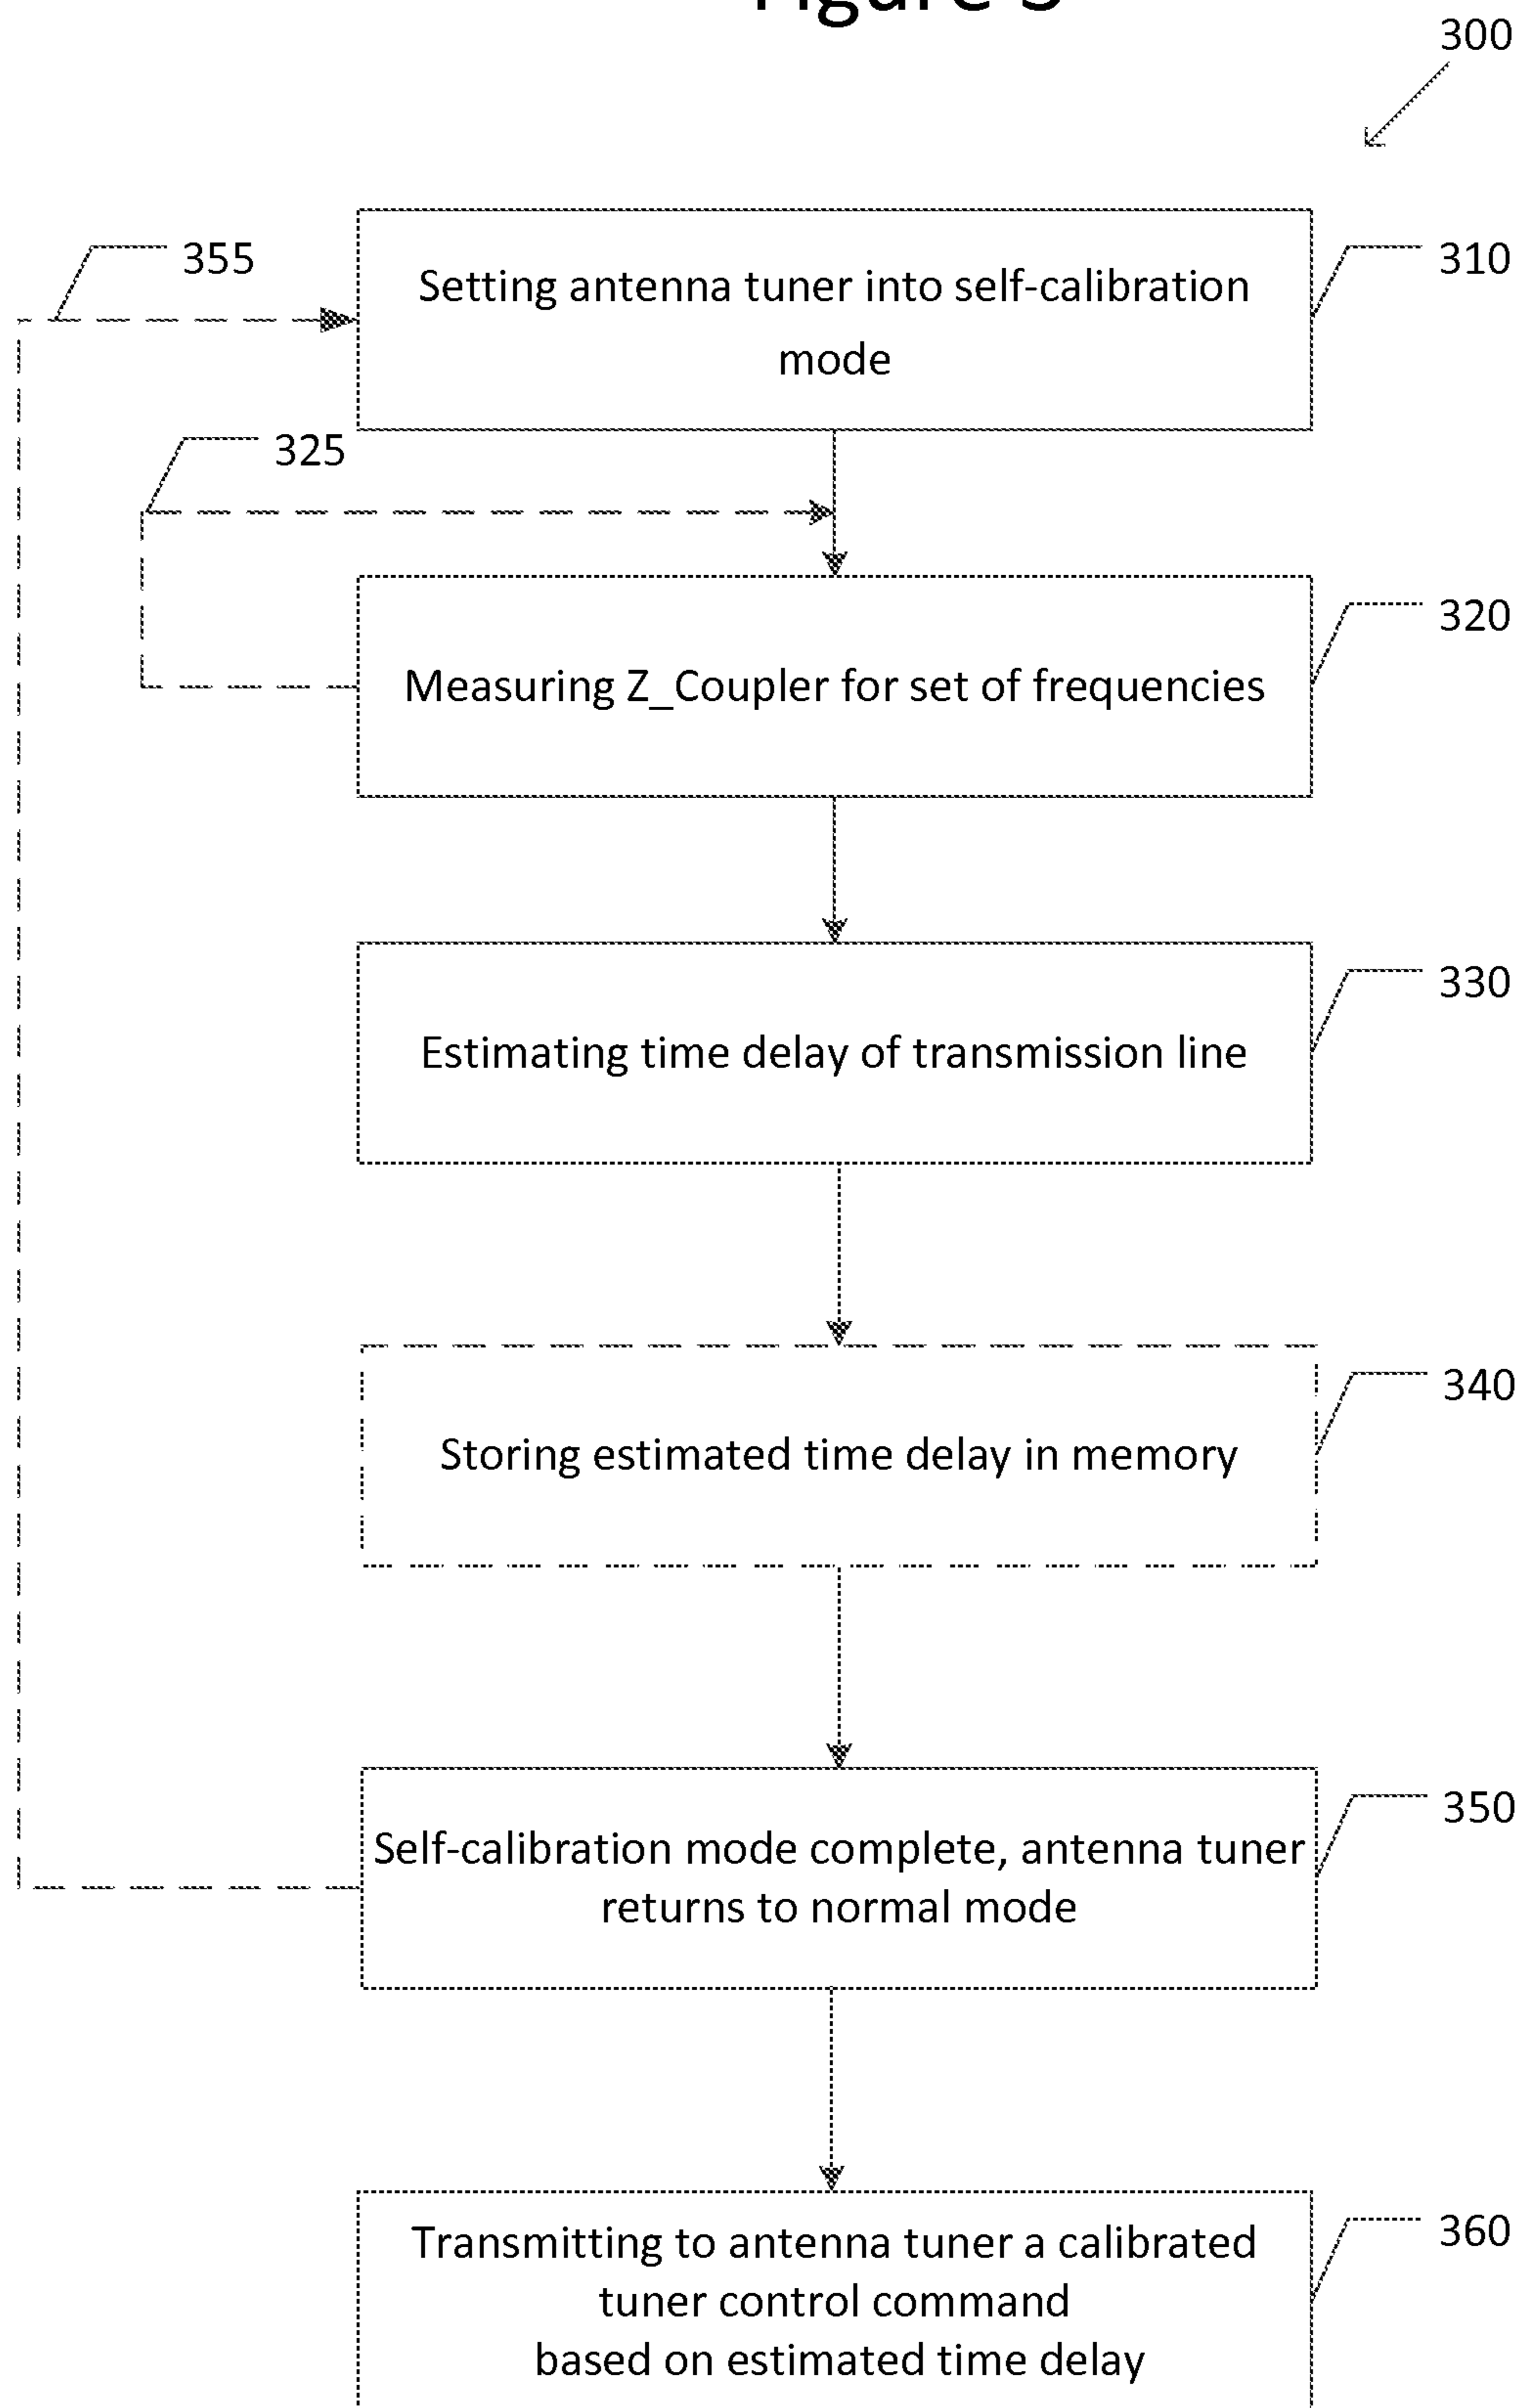 300
355
310
Setting antenna tuner into self-calibration
mode
325
320
Measuring Z_Coupler for set of frequencies
330
Estimating time delay of transmission line
340
Storing estimated time delay in memory
350
Self-calibration mode complete, antenna tuner
returns to normal mode
360
Transmitting to antenna tuner a calibrated
tuner control command
based on estimated time delay